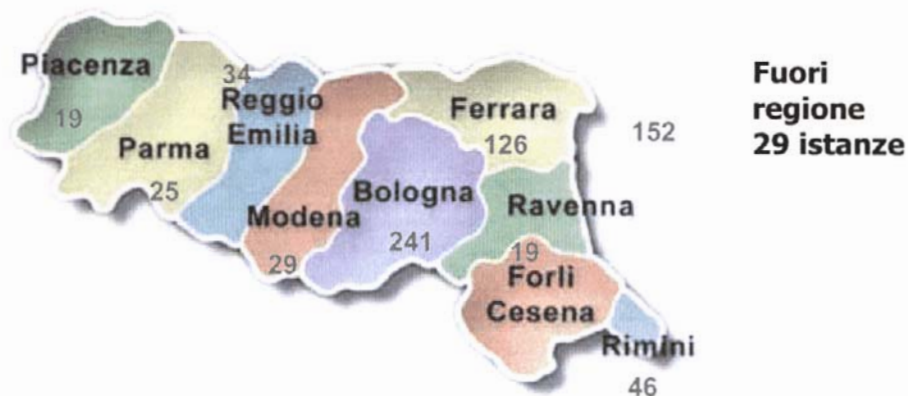 Piacenza
19
Parma
25
34
Reggio
Emilia
Modena
29
Bologna
241
Ferrara
126
152
Ravenna
19
Forli
Cesena
Rimini
46
Fuori
regione
29 istanze